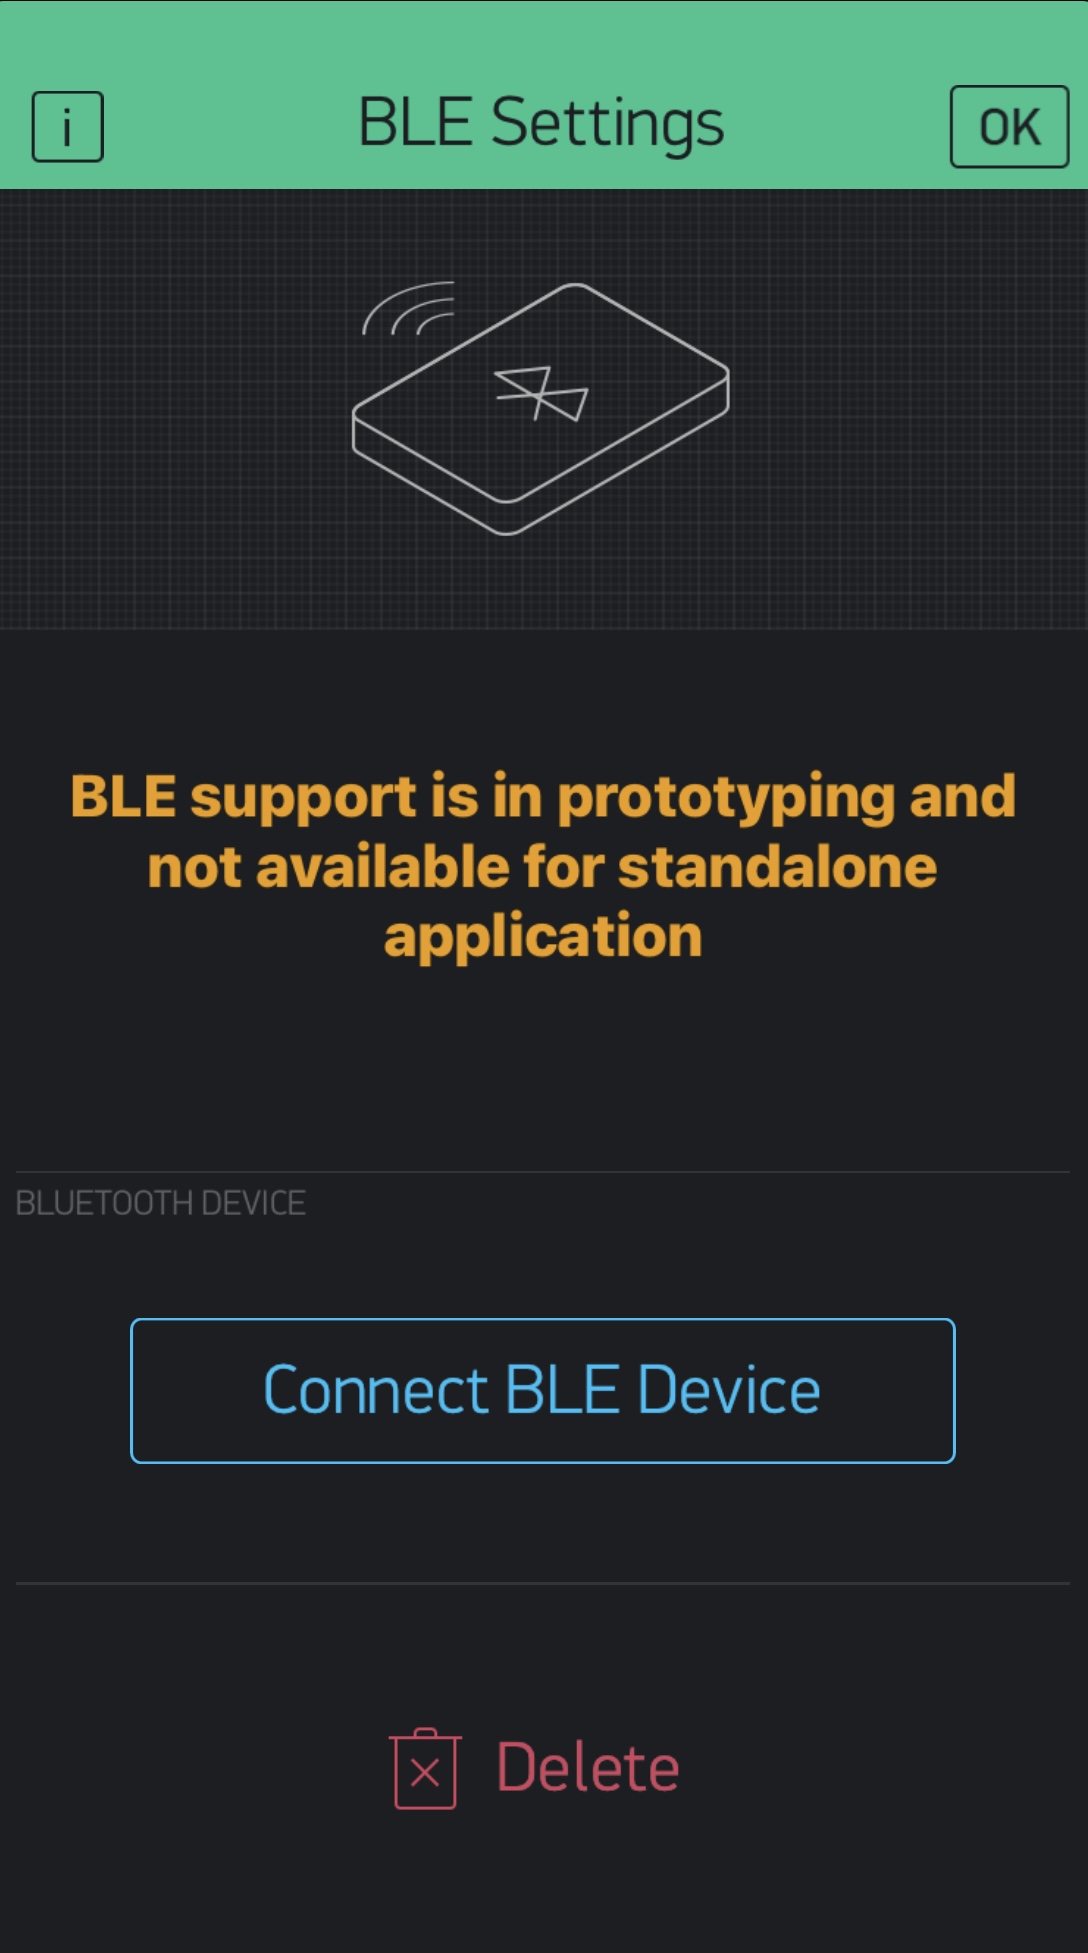 i
BLE Settings
OK
BLE support is in prototyping and
not available for standalone
application
BLUETOOTH DEVICE
Connect BLE Device
Delete